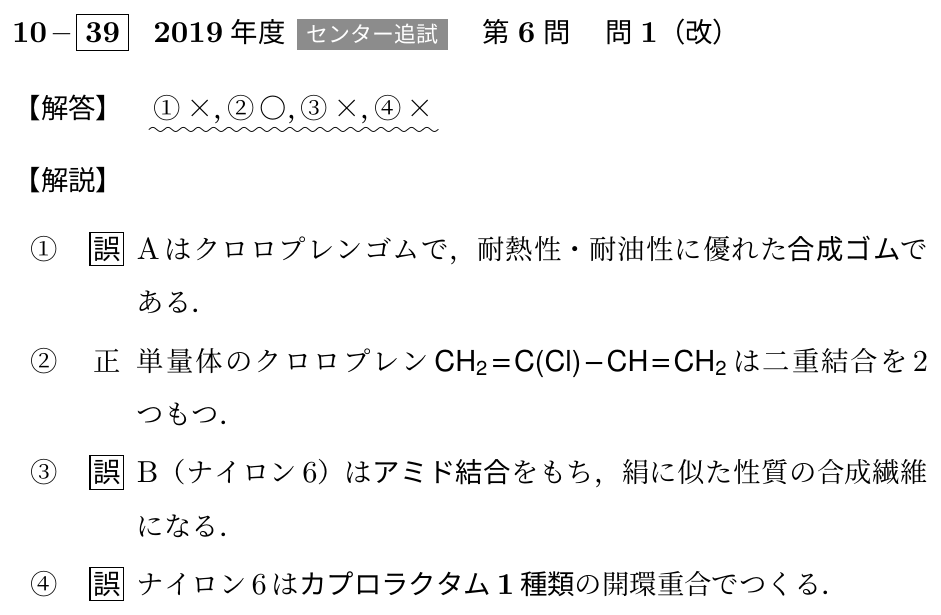 10－39 2019年度 センター追試 第6問 問1（改）
【解答】 ①×,②○,③×,④×
【解説】
① 誤 Aはクロロプレンゴムで，耐熱性・耐油性に優れた合成ゴムで
ある．
② 正 単量体のクロロプレンCH₂=C(Cl)−CH=CH₂は二重結合を2
つもつ．
③ 誤 B（ナイロン6）はアミド結合をもち，絹に似た性質の合成繊維
になる．
④ 誤 ナイロン6はカプロラクタム1種類の開環重合でつくる．